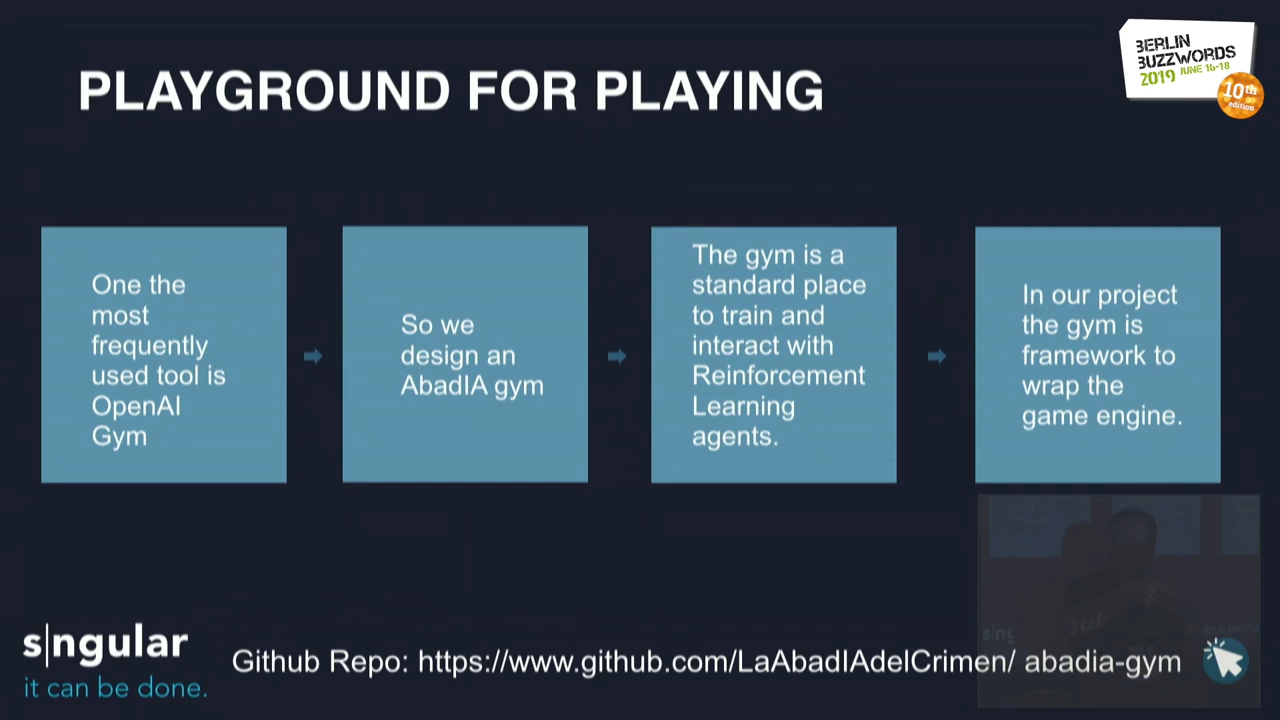 PLAYGROUND FOR PLAYING
BERLIN
BUZZWORDS
2019 JUNE 16-18
10th
edition
One the
most
frequently
used tool is
OpenAI
Gym
So we
design an
AbadIA gym
The gym is a
standard place
to train and
interact with
Reinforcement
Learning
agents.
In our project
the gym is
framework to
wrap the
game engine.
s|ngular
it can be done.
Github Repo: https://www.github.com/LaAbadIAdelCrimen/ abadia-gym